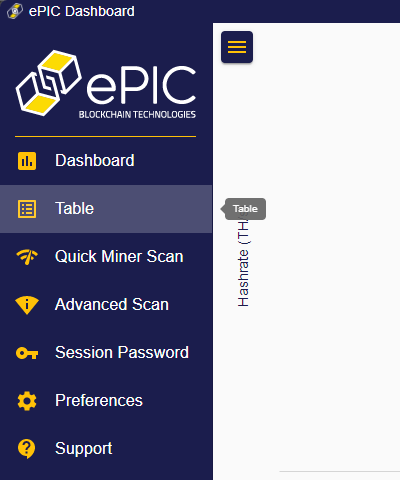 ePIC Dashboard
ePIC
BLOCKCHAIN TECHNOLOGIES
Dashboard
Table
Table
Quick Miner Scan
Hashrate (TH
Advanced Scan
Session Password
Preferences
Support